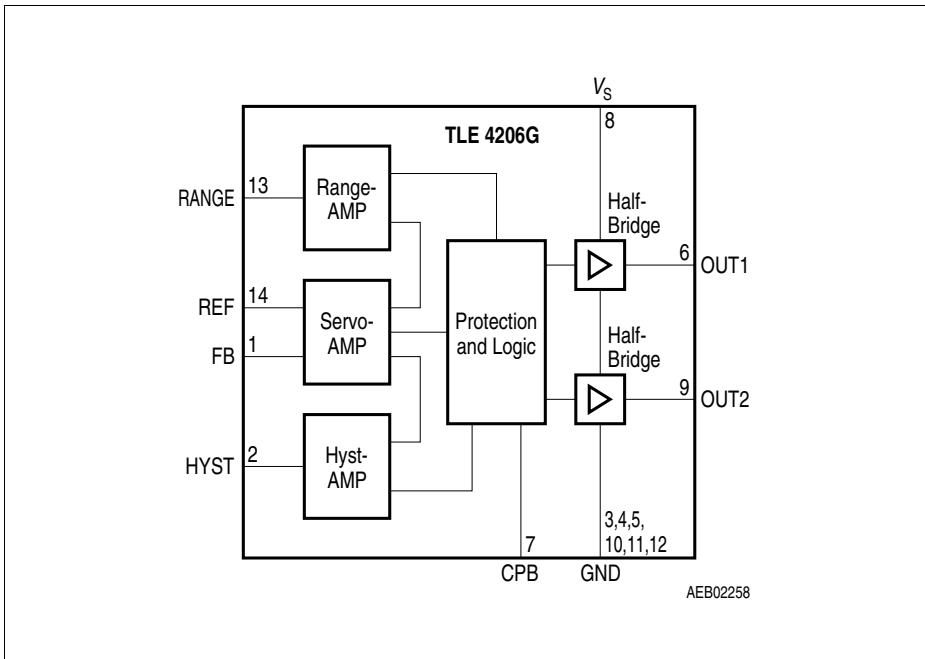 V_S
8
TLE 4206G
RANGE
13
Range-
AMP
Half-
Bridge
6
OUT1
REF
14
FB
1
Servo-
AMP
Protection
and Logic
Half-
Bridge
9
OUT2
HYST
2
Hyst-
AMP
3,4,5,
10,11,12
7
CPB
GND
AEB02258